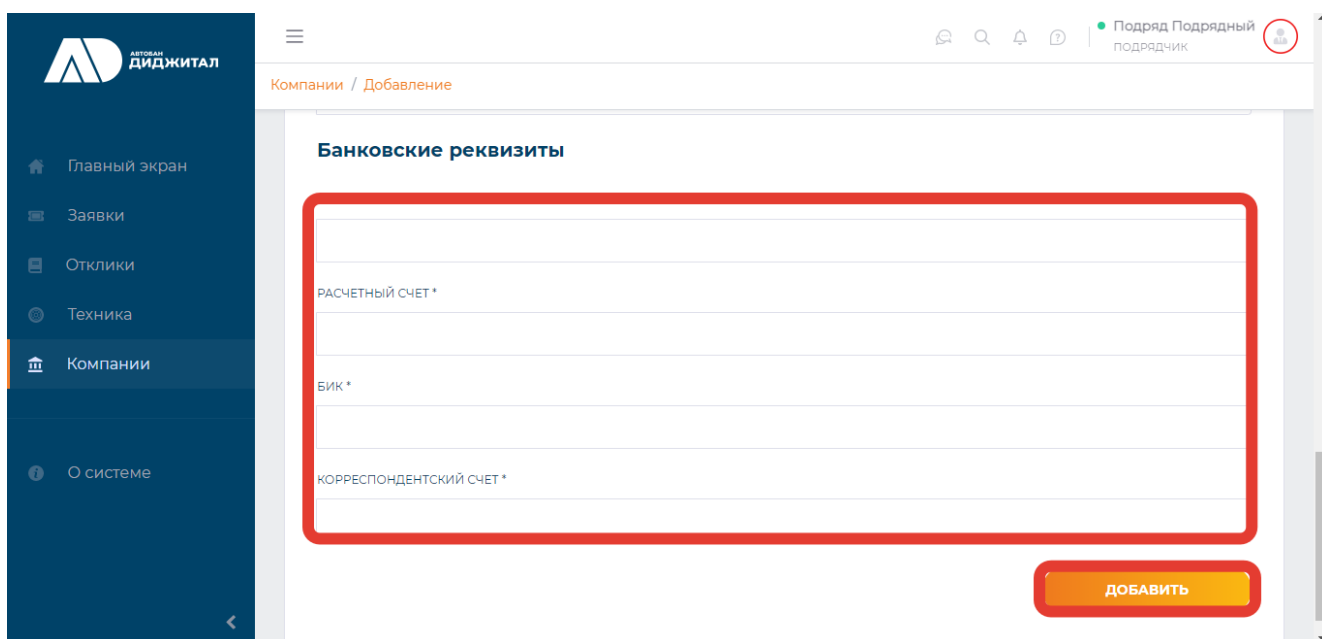 АВТОБАН
ДИДЖИТАЛ
Подряд Подрядный
ПОДРЯДЧИК
Компании / Добавление
Главный экран
Заявки
Отклики
Техника
Компании
О системе
Банковские реквизиты
РАСЧЕТНЫЙ СЧЕТ *
БИК *
КОРРЕСПОНДЕНТСКИЙ СЧЕТ *
ДОБАВИТЬ